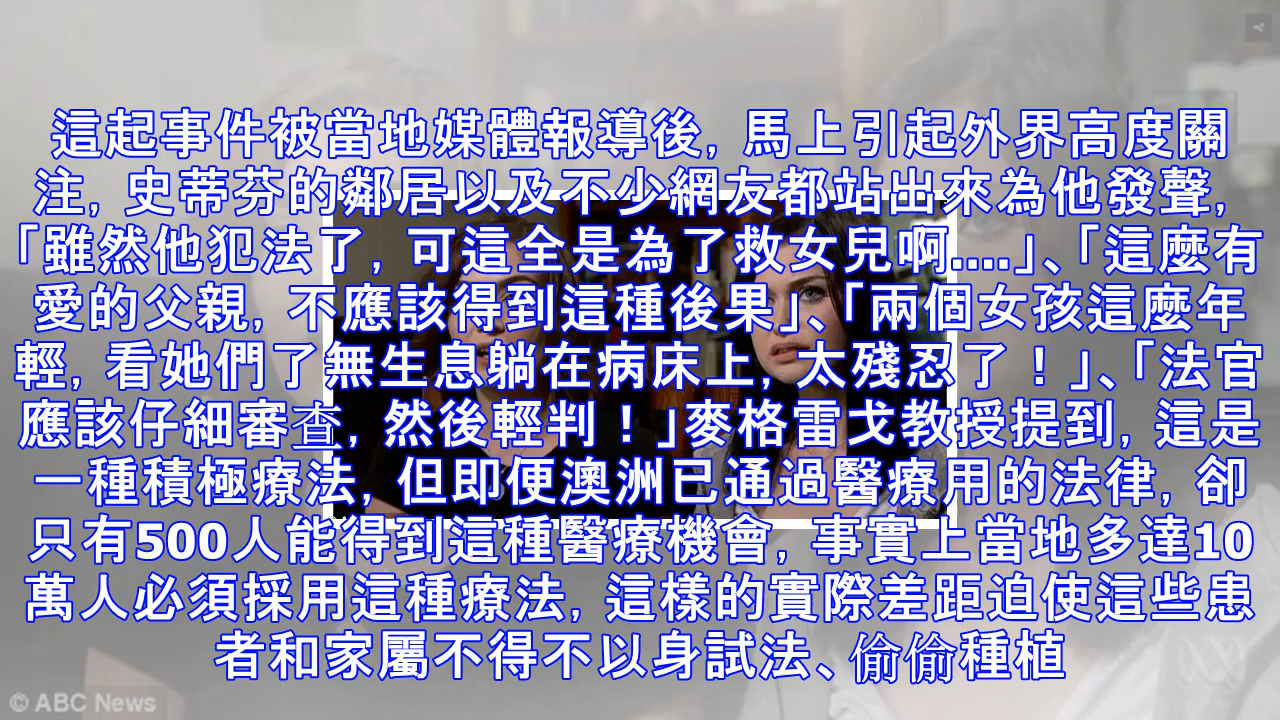 這起事件被當地媒體報導後, 馬上引起外界高度關
注, 史蒂芬的鄰居以及不少網友都站出來為他發聲,
「雖然他犯法了, 可這全是為了救女兒啊....」、「這麼有
愛的父親, 不應該得到這種後果」、「兩個女孩這麼年
輕, 看她們了無生息躺在病床上, 太殘忍了！」、「法官
應該仔細審查, 然後輕判！」麥格雷戈教授提到, 這是
一種積極療法, 但即便澳洲已通過醫療用的法律, 卻
只有500人能得到這種醫療機會, 事實上當地多達10
萬人必須採用這種療法, 這樣的實際差距迫使這些患
者和家屬不得不以身試法、偷偷種植
© ABC News